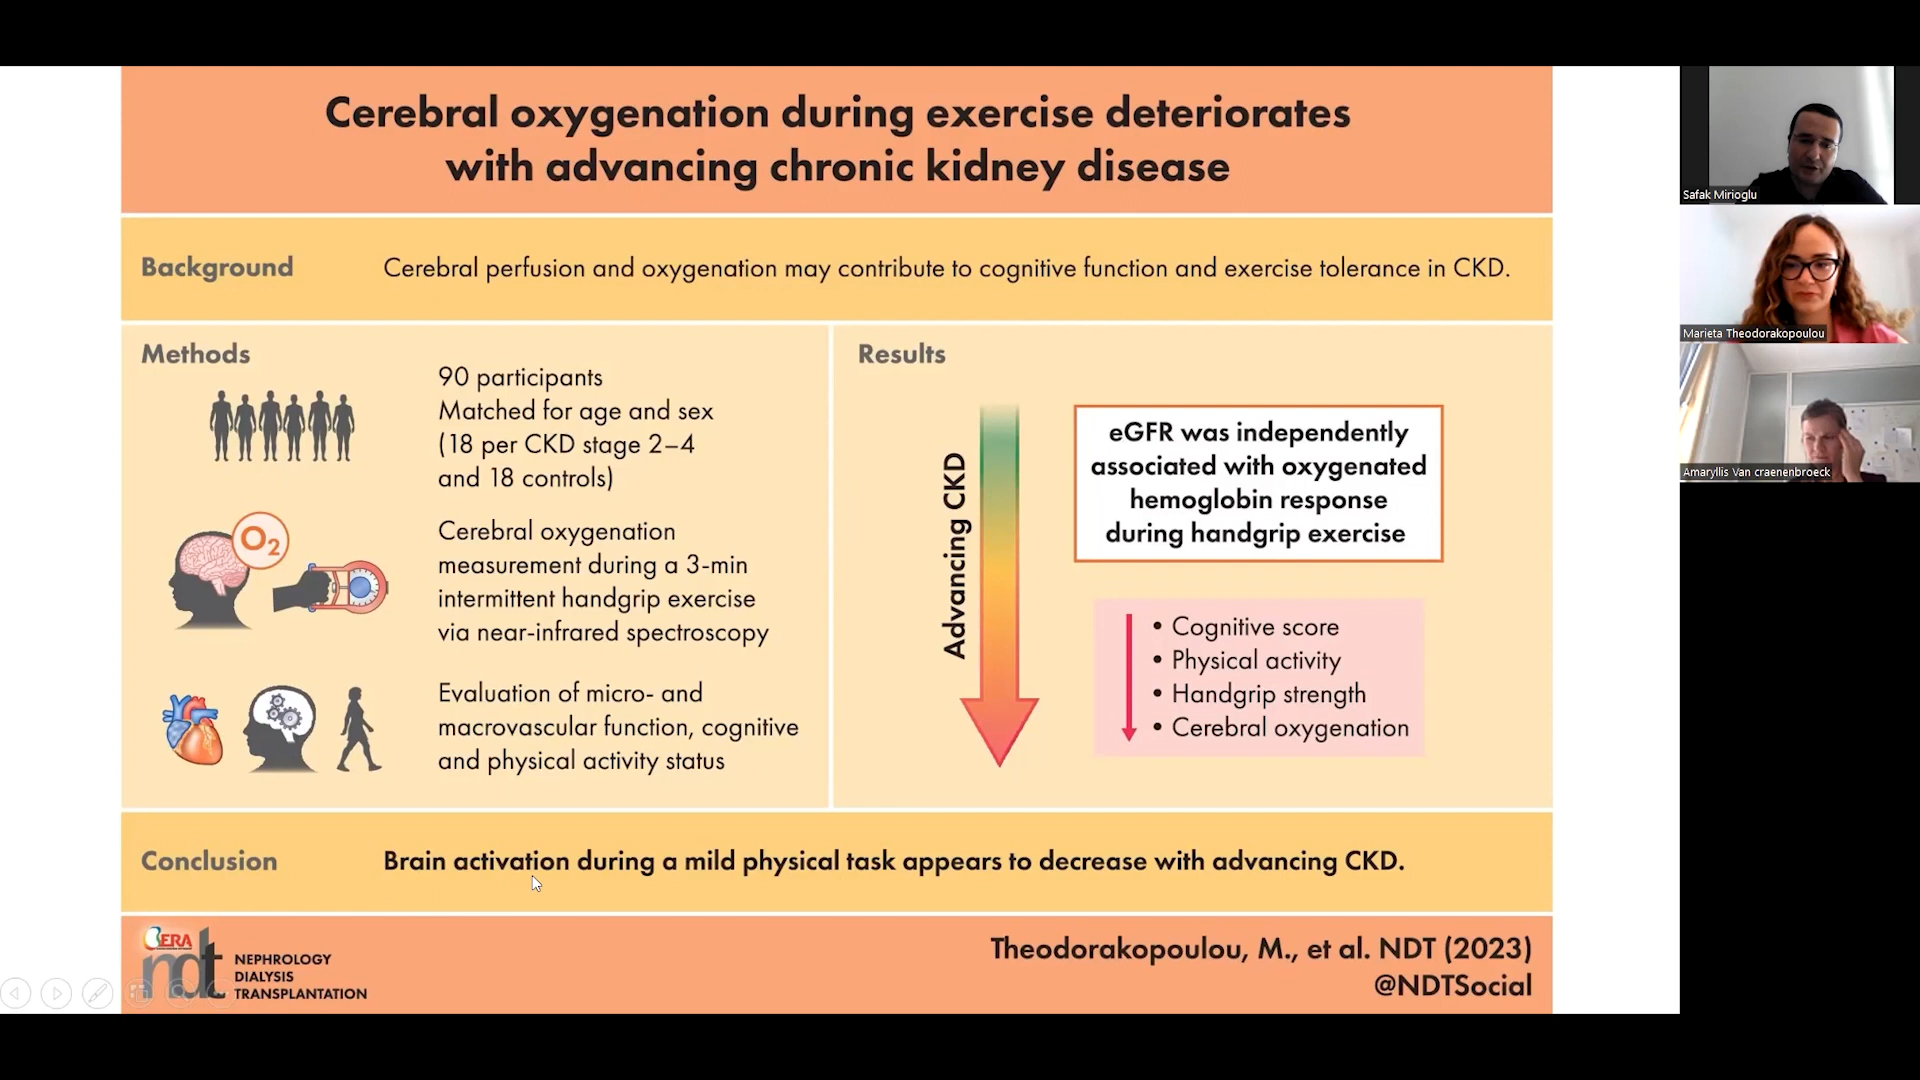 Cerebral oxygenation during exercise deteriorates
with advancing chronic kidney disease
Background
Cerebral perfusion and oxygenation may contribute to cognitive function and exercise tolerance in CKD.
Methods
90 participants
Matched for age and sex
(18 per CKD stage 2–4
and 18 controls)
O2
Cerebral oxygenation
measurement during a 3-min
intermittent handgrip exercise
via near-infrared spectroscopy
Evaluation of micro- and
macrovascular function, cognitive
and physical activity status
Results
Advancing CKD
eGFR was independently
associated with oxygenated
hemoglobin response
during handgrip exercise
• Cognitive score
• Physical activity
• Handgrip strength
• Cerebral oxygenation
Conclusion
Brain activation during a mild physical task appears to decrease with advancing CKD.
ERA
ndt
NEPHROLOGY
DIALYSIS
TRANSPLANTATION
Theodorakopoulou, M., et al. NDT (2023)
@NDTSocial
Safak Mirioglu
Marieta Theodorakopoulou
Amaryllis Van craenenbroeck